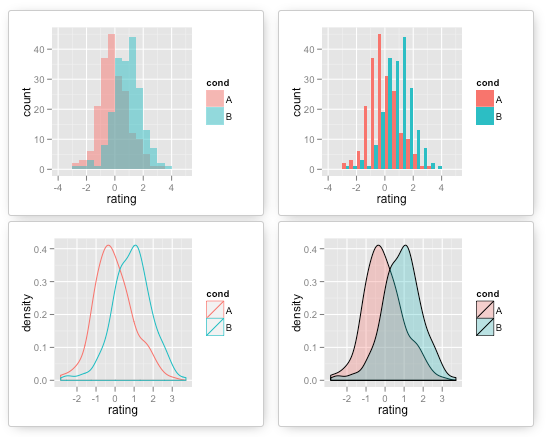 40
30
20
10
0
count
-4 -2 0 2 4
rating
cond
A
B
40
30
20
10
0
count
-4 -2 0 2 4
rating
cond
A
B
0.4
0.3
0.2
0.1
0.0
density
-2 -1 0 1 2 3
rating
cond
A
B
0.4
0.3
0.2
0.1
0.0
density
-2 -1 0 1 2 3
rating
cond
A
B